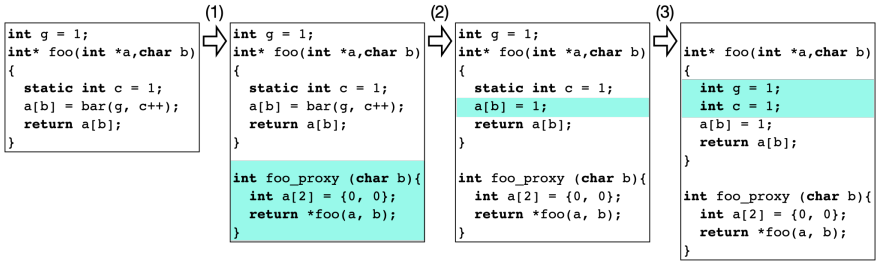 (1)
(2)
(3)
int g = 1;
int* foo(int *a,char b)
{
static int c = 1;
a[b] = bar(g, c++);
return a[b];
}
int g = 1;
int* foo(int *a,char b)
{
static int c = 1;
a[b] = bar(g, c++);
return a[b];
}
int foo_proxy (char b){
int a[2] = {0, 0};
return *foo(a, b);
}
int g = 1;
int* foo(int *a,char b)
{
static int c = 1;
a[b] = 1;
return a[b];
}
int foo_proxy (char b){
int a[2] = {0, 0};
return *foo(a, b);
}
int* foo(int *a,char b)
{
int g = 1;
int c = 1;
a[b] = 1;
return a[b];
}
int foo_proxy (char b){
int a[2] = {0, 0};
return *foo(a, b);
}